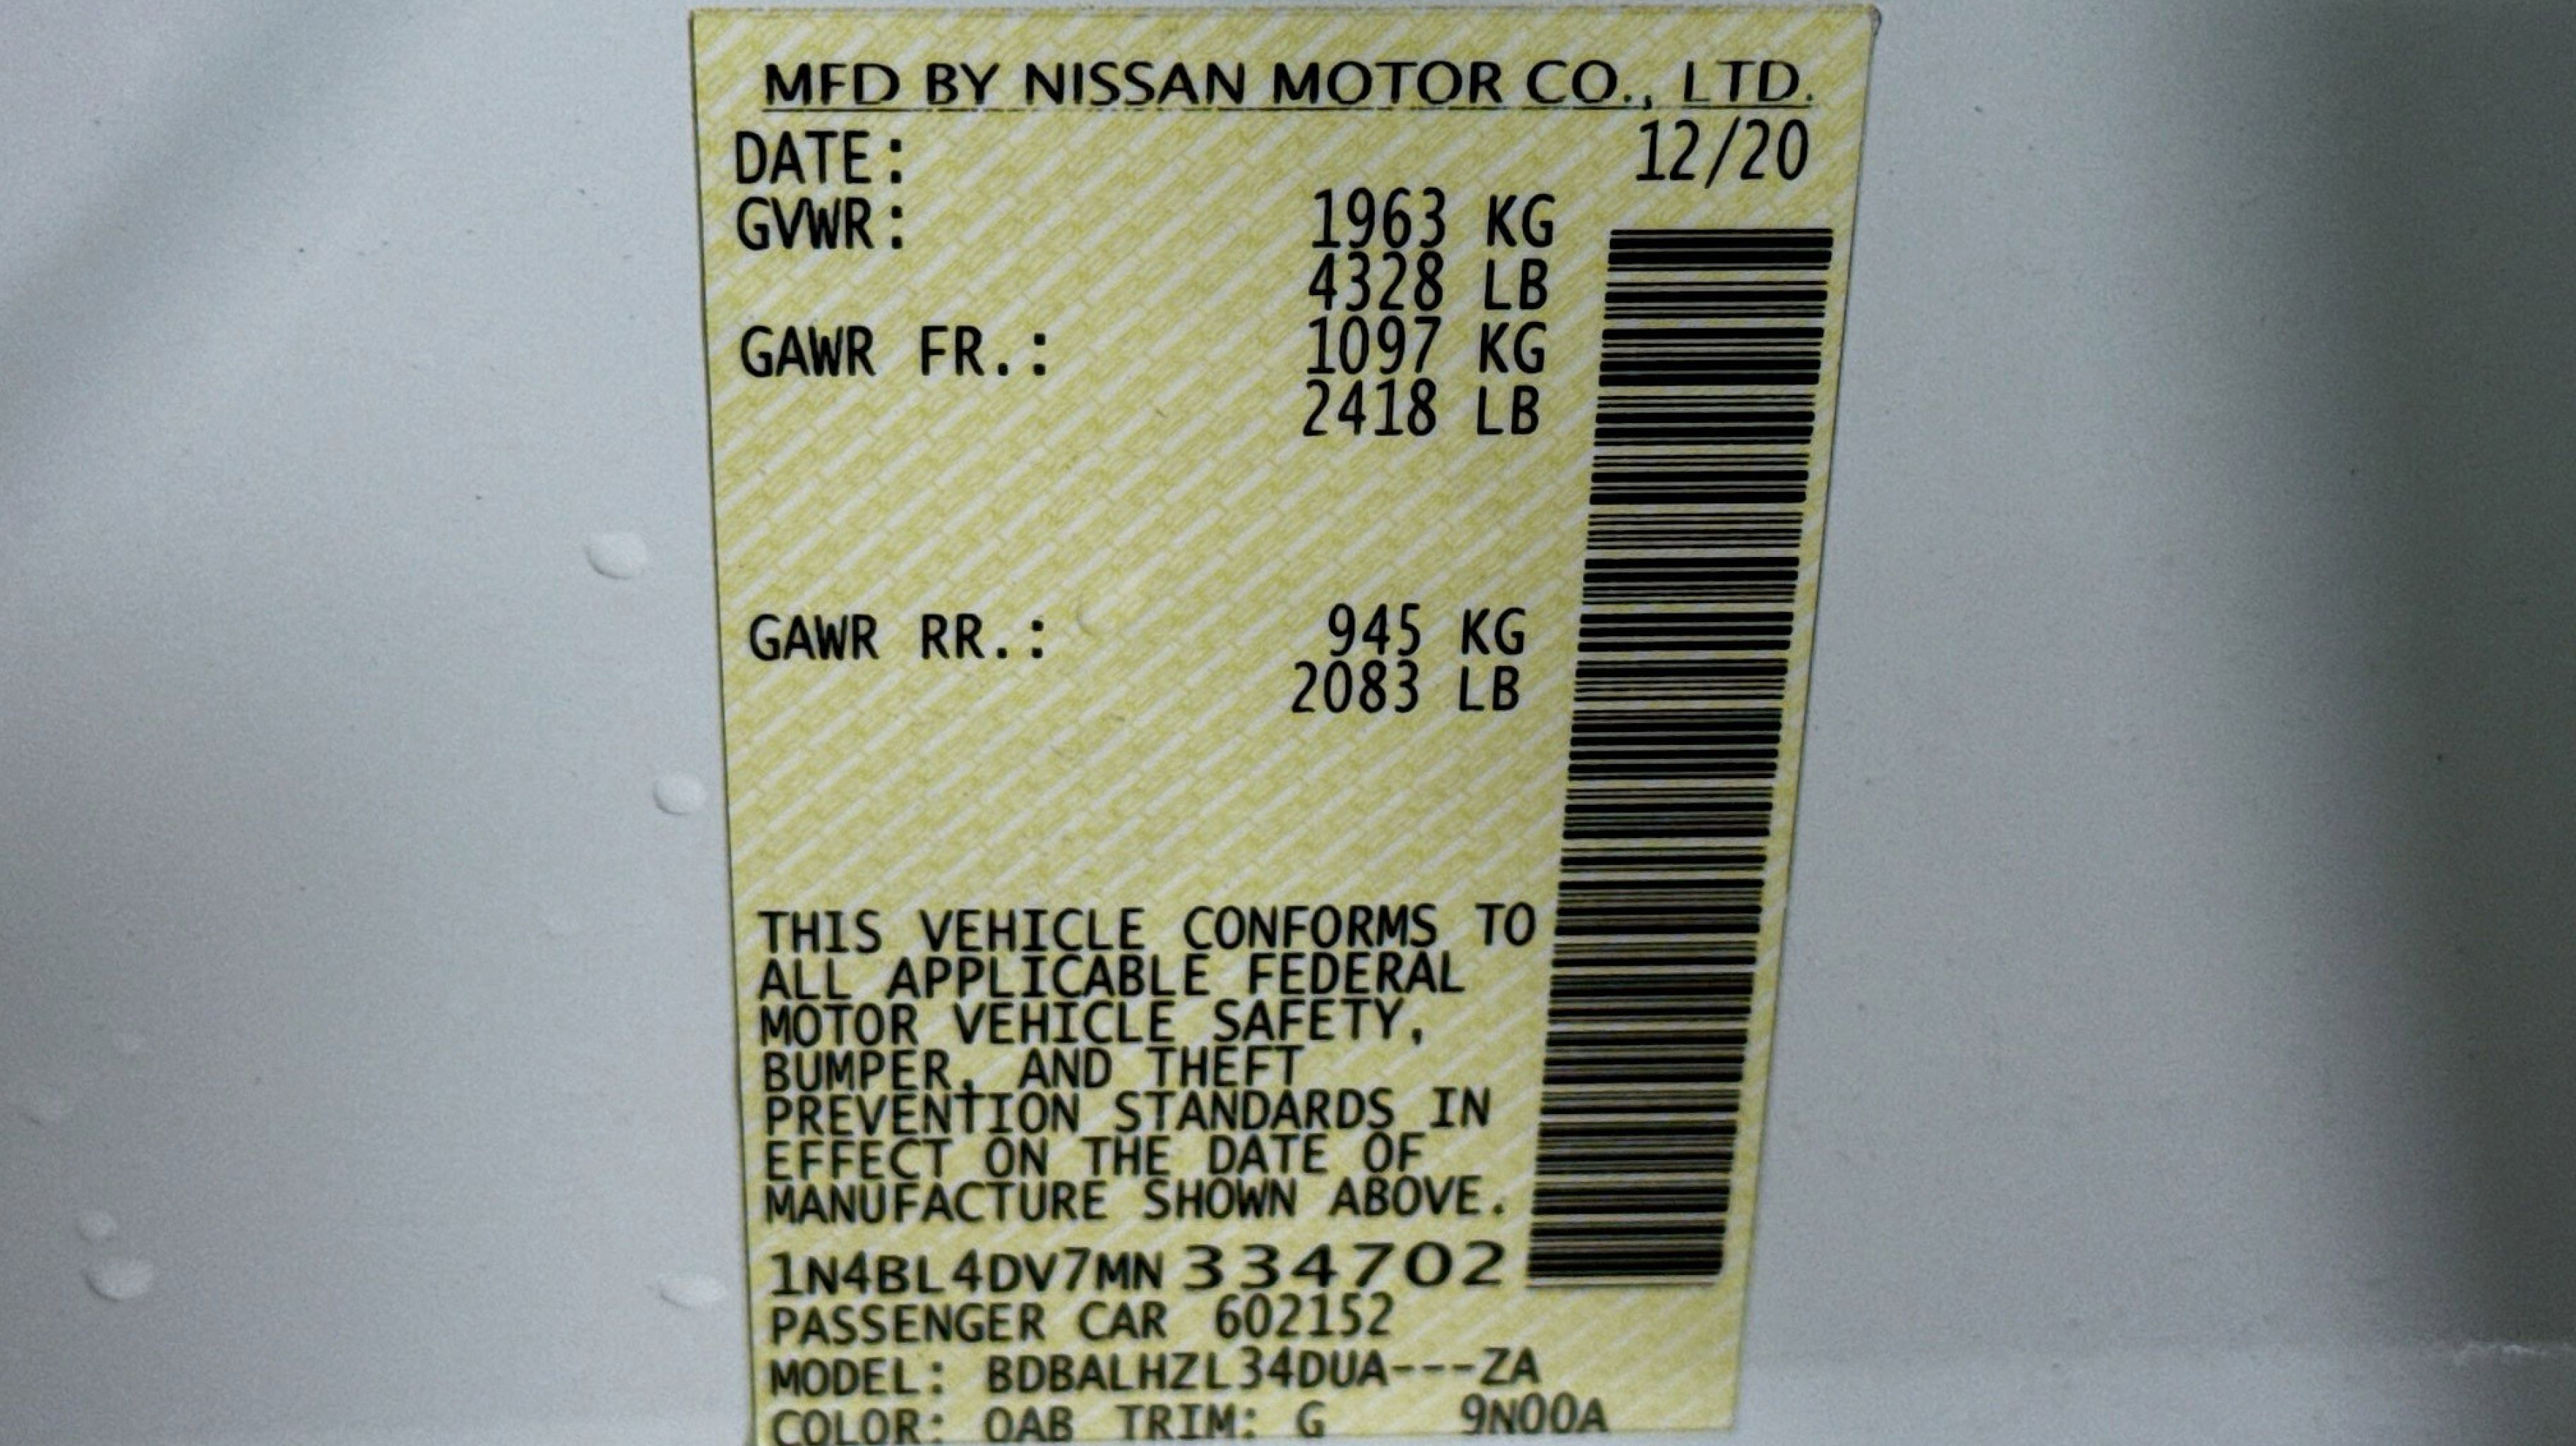 MFD BY NISSAN MOTOR CO., LTD.
DATE: 12/20
GVWR: 1963 KG
4328 LB
GAWR FR.: 1097 KG
2418 LB
GAWR RR.: 945 KG
2083 LB
THIS VEHICLE CONFORMS TO
ALL APPLICABLE FEDERAL
MOTOR VEHICLE SAFETY,
BUMPER, AND THEFT
PREVENTION STANDARDS IN
EFFECT ON THE DATE OF
MANUFACTURE SHOWN ABOVE.
1N4BL4DV7MN 334702
PASSENGER CAR 602152
MODEL: BDBALHZL34DUA---ZA
COLOR: QAB TRIM: G 9N00A